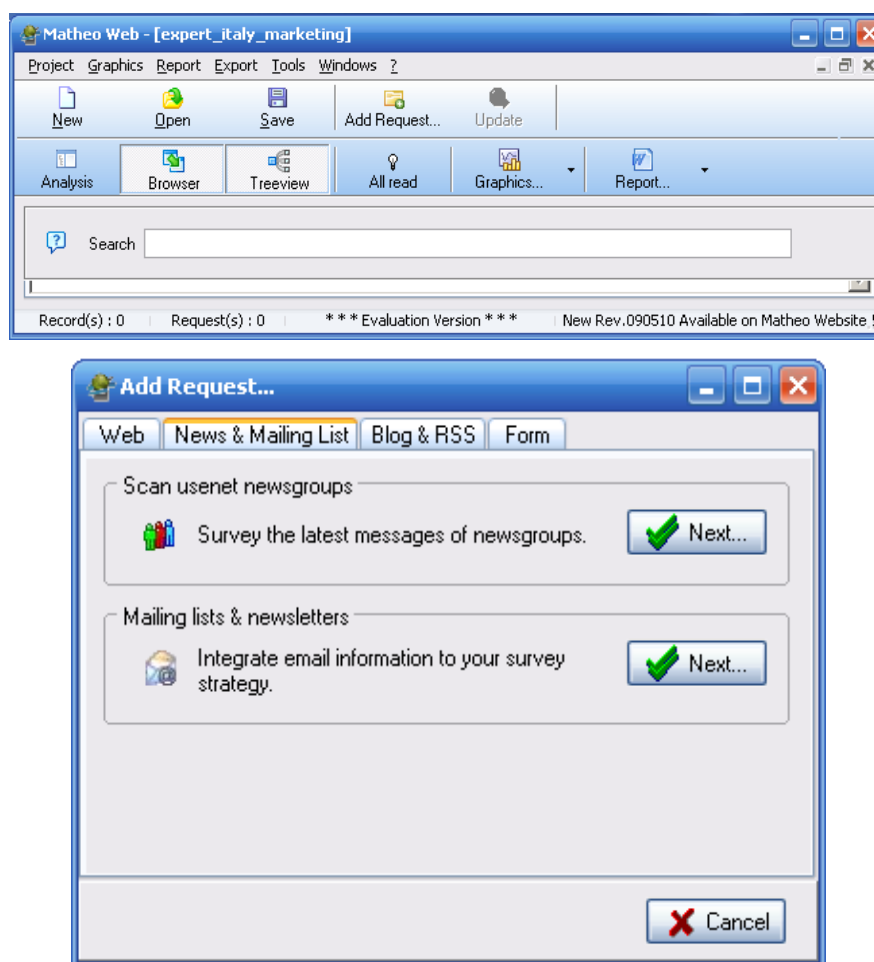 Matheo Web - [expert_italy_marketing]
Project Graphics Report Export Tools Windows ?
New Open Save Add Request... Update
Analysis Browser Treeview All read Graphics... Report...
Search
Record(s) : 0 Request(s) : 0 * * * Evaluation Version * * * New Rev.090510 Available on Matheo Website !
Add Request...
Web News & Mailing List Blog & RSS Form
Scan usenet newsgroups
Survey the latest messages of newsgroups. Next...
Mailing lists & newsletters
Integrate email information to your survey Next...
strategy.
Cancel